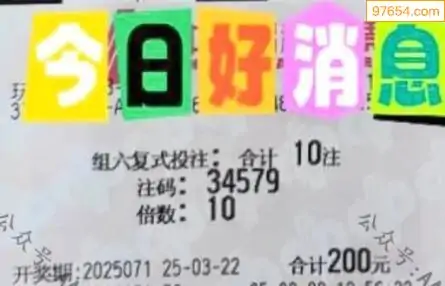 97654.com
今日好消息
组六复式投注: 合计 10注
注码: 34579
倍数: 10
开奖期:2025071 25-03-22 合计200元